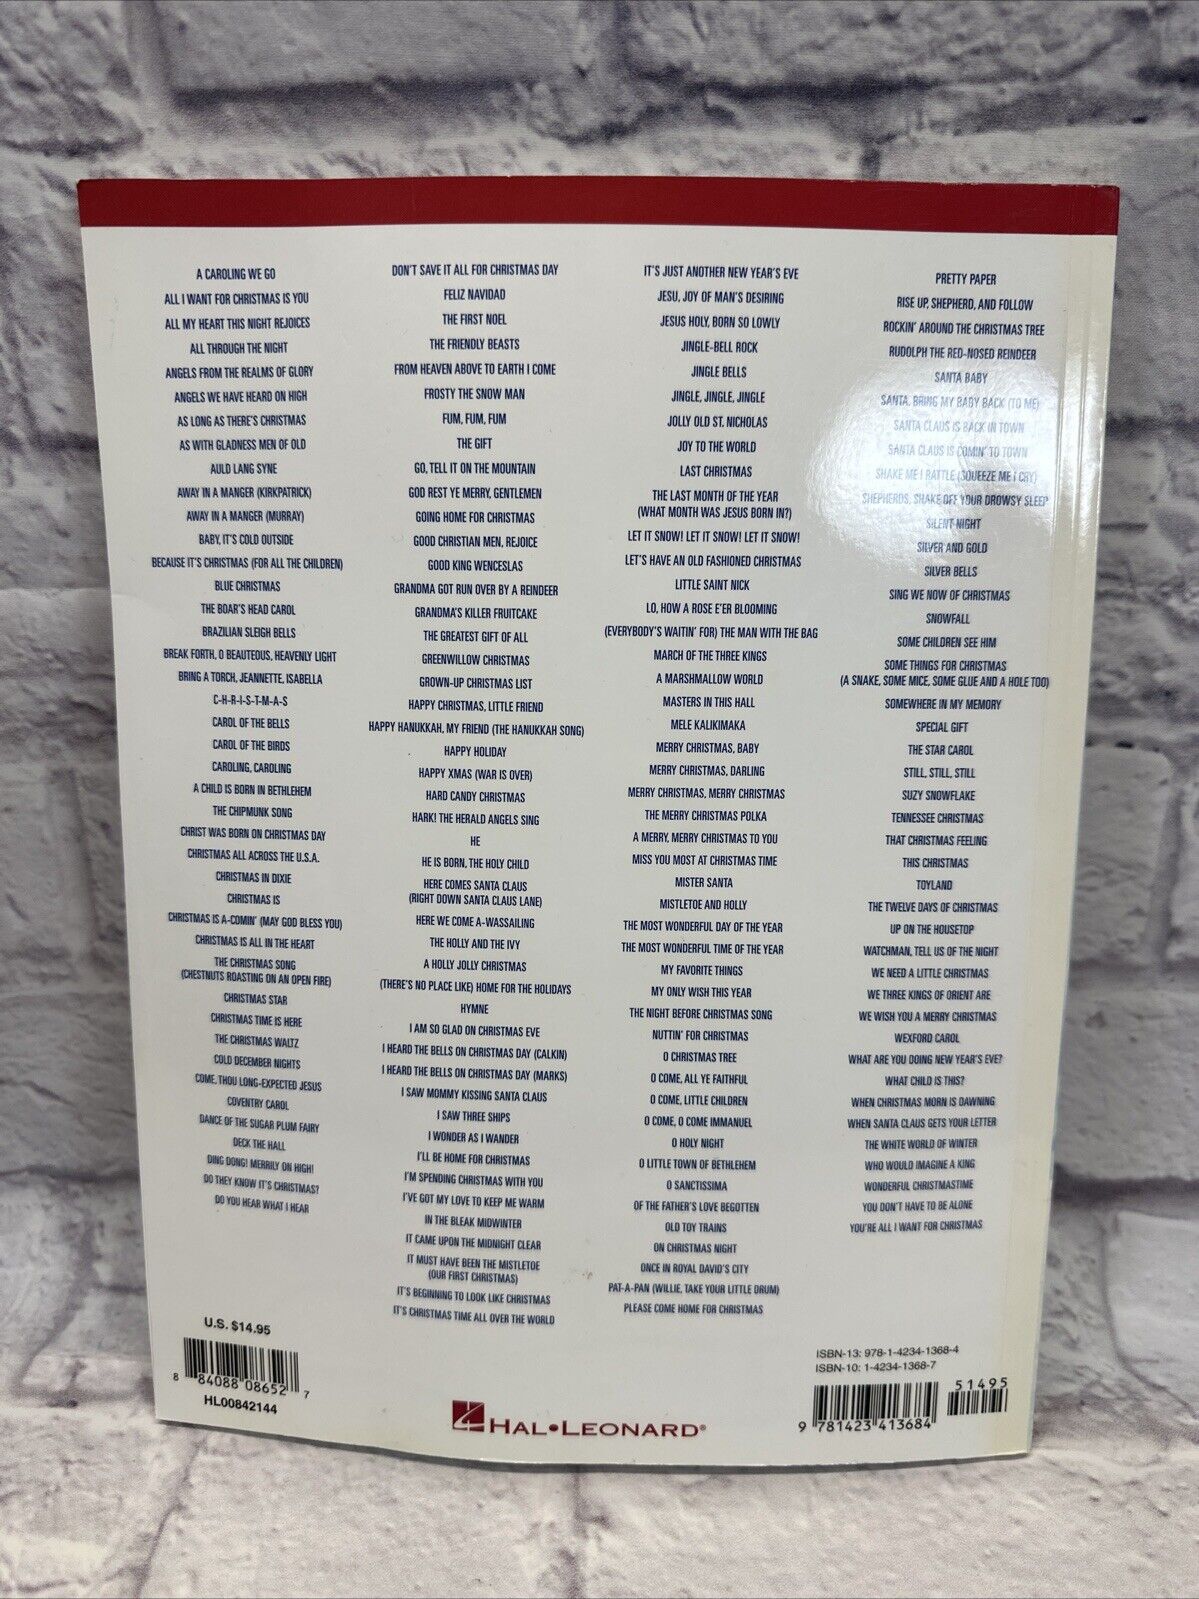 A CAROLING WE GO
ALL I WANT FOR CHRISTMAS IS YOU
ALL MY HEART THIS NIGHT REJOICES
ALL THROUGH THE NIGHT
ANGELS FROM THE REALMS OF GLORY
ANGELS WE HAVE HEARD ON HIGH
AS LONG AS THERE'S CHRISTMAS
AS WITH GLADNESS MEN OF OLD
AULD LANG SYNE
AWAY IN A MANGER (KIRKPATRICK)
AWAY IN A MANGER (MURRAY)
BABY, IT'S COLD OUTSIDE
BECAUSE IT'S CHRISTMAS (FOR ALL THE CHILDREN)
BLUE CHRISTMAS
THE BOAR'S HEAD CAROL
BRAZILIAN SLEIGH BELLS
BREAK FORTH, O BEAUTEOUS, HEAVENLY LIGHT
BRING A TORCH, JEANNETTE, ISABELLA
C-H-R-I-S-T-M-A-S
CAROL OF THE BELLS
CAROL OF THE BIRDS
CAROLING, CAROLING
A CHILD IS BORN IN BETHLEHEM
THE CHIPMUNK SONG
CHRIST WAS BORN ON CHRISTMAS DAY
CHRISTMAS ALL ACROSS THE U.S.A.
CHRISTMAS IN DIXIE
CHRISTMAS IS
CHRISTMAS IS A-COMIN' (MAY GOD BLESS YOU)
CHRISTMAS IS ALL IN THE HEART
THE CHRISTMAS SONG
(CHESTNUTS ROASTING ON AN OPEN FIRE)
CHRISTMAS STAR
CHRISTMAS TIME IS HERE
THE CHRISTMAS WALTZ
COLD DECEMBER NIGHTS
COME, THOU LONG-EXPECTED JESUS
COVENTRY CAROL
DANCE OF THE SUGAR PLUM FAIRY
DECK THE HALL
DING DONG! MERRILY ON HIGH!
DO THEY KNOW IT'S CHRISTMAS?
DO YOU HEAR WHAT I HEAR
DON'T SAVE IT ALL FOR CHRISTMAS DAY
FELIZ NAVIDAD
THE FIRST NOEL
THE FRIENDLY BEASTS
FROM HEAVEN ABOVE TO EARTH I COME
FROSTY THE SNOW MAN
FUM, FUM, FUM
THE GIFT
GO, TELL IT ON THE MOUNTAIN
GOD REST YE MERRY, GENTLEMEN
GOING HOME FOR CHRISTMAS
GOOD CHRISTIAN MEN, REJOICE
GOOD KING WENCESLAS
GRANDMA GOT RUN OVER BY A REINDEER
GRANDMA'S KILLER FRUITCAKE
THE GREATEST GIFT OF ALL
GREENWILLOW CHRISTMAS
GROWN-UP CHRISTMAS LIST
HAPPY CHRISTMAS, LITTLE FRIEND
HAPPY HANUKKAH, MY FRIEND (THE HANUKKAH SONG)
HAPPY HOLIDAY
HAPPY XMAS (WAR IS OVER)
HARD CANDY CHRISTMAS
HARK! THE HERALD ANGELS SING
HE
HE IS BORN, THE HOLY CHILD
HERE COMES SANTA CLAUS
(RIGHT DOWN SANTA CLAUS LANE)
HERE WE COME A-WASSAILING
THE HOLLY AND THE IVY
A HOLLY JOLLY CHRISTMAS
(THERE'S NO PLACE LIKE) HOME FOR THE HOLIDAYS
HYMNE
I AM SO GLAD ON CHRISTMAS EVE
I HEARD THE BELLS ON CHRISTMAS DAY (CALKIN)
I HEARD THE BELLS ON CHRISTMAS DAY (MARKS)
I SAW MOMMY KISSING SANTA CLAUS
I SAW THREE SHIPS
I WONDER AS I WANDER
I'LL BE HOME FOR CHRISTMAS
I'M SPENDING CHRISTMAS WITH YOU
I'VE GOT MY LOVE TO KEEP ME WARM
IN THE BLEAK MIDWINTER
IT CAME UPON THE MIDNIGHT CLEAR
IT MUST HAVE BEEN THE MISTLETOE
(OUR FIRST CHRISTMAS)
IT'S BEGINNING TO LOOK LIKE CHRISTMAS
IT'S CHRISTMAS TIME ALL OVER THE WORLD
IT'S JUST ANOTHER NEW YEAR'S EVE
JESU, JOY OF MAN'S DESIRING
JESUS HOLY, BORN SO LOWLY
JINGLE-BELL ROCK
JINGLE BELLS
JINGLE, JINGLE, JINGLE
JOLLY OLD ST. NICHOLAS
JOY TO THE WORLD
LAST CHRISTMAS
THE LAST MONTH OF THE YEAR
(WHAT MONTH WAS JESUS BORN IN?)
LET IT SNOW! LET IT SNOW! LET IT SNOW!
LET'S HAVE AN OLD FASHIONED CHRISTMAS
LITTLE SAINT NICK
LO, HOW A ROSE E'ER BLOOMING
(EVERYBODY'S WAITIN' FOR) THE MAN WITH THE BAG
MARCH OF THE THREE KINGS
A MARSHMALLOW WORLD
MASTERS IN THIS HALL
MELE KALIKIMAKA
MERRY CHRISTMAS, BABY
MERRY CHRISTMAS, DARLING
MERRY CHRISTMAS, MERRY CHRISTMAS
THE MERRY CHRISTMAS POLKA
A MERRY, MERRY CHRISTMAS TO YOU
MISS YOU MOST AT CHRISTMAS TIME
MISTER SANTA
MISTLETOE AND HOLLY
THE MOST WONDERFUL DAY OF THE YEAR
THE MOST WONDERFUL TIME OF THE YEAR
MY FAVORITE THINGS
MY ONLY WISH THIS YEAR
THE NIGHT BEFORE CHRISTMAS SONG
NUTTIN' FOR CHRISTMAS
O CHRISTMAS TREE
O COME, ALL YE FAITHFUL
O COME, LITTLE CHILDREN
O COME, O COME IMMANUEL
O HOLY NIGHT
O LITTLE TOWN OF BETHLEHEM
O SANCTISSIMA
OF THE FATHER'S LOVE BEGOTTEN
OLD TOY TRAINS
ON CHRISTMAS NIGHT
ONCE IN ROYAL DAVID'S CITY
PAT-A-PAN (WILLIE, TAKE YOUR LITTLE DRUM)
PLEASE COME HOME FOR CHRISTMAS
PRETTY PAPER
RISE UP, SHEPHERD, AND FOLLOW
ROCKIN' AROUND THE CHRISTMAS TREE
RUDOLPH THE RED-NOSED REINDEER
SANTA BABY
SANTA, BRING MY BABY BACK (TO ME)
SANTA CLAUS IS BACK IN TOWN
SANTA CLAUS IS COMIN' TO TOWN
SHAKE ME I RATTLE (SQUEEZE ME I CRY)
SHEPHERDS, SHAKE OFF YOUR DROWSY SLEEP
SILENT NIGHT
SILVER AND GOLD
SILVER BELLS
SING WE NOW OF CHRISTMAS
SNOWFALL
SOME CHILDREN SEE HIM
SOME THINGS FOR CHRISTMAS
(A SNAKE, SOME MICE, SOME GLUE AND A HOLE TOO)
SOMEWHERE IN MY MEMORY
SPECIAL GIFT
THE STAR CAROL
STILL, STILL, STILL
SUZY SNOWFLAKE
TENNESSEE CHRISTMAS
THAT CHRISTMAS FEELING
THIS CHRISTMAS
TOYLAND
THE TWELVE DAYS OF CHRISTMAS
UP ON THE HOUSETOP
WATCHMAN, TELL US OF THE NIGHT
WE NEED A LITTLE CHRISTMAS
WE THREE KINGS OF ORIENT ARE
WE WISH YOU A MERRY CHRISTMAS
WEXFORD CAROL
WHAT ARE YOU DOING NEW YEAR'S EVE?
WHAT CHILD IS THIS?
WHEN CHRISTMAS MORN IS DAWNING
WHEN SANTA CLAUS GETS YOUR LETTER
THE WHITE WORLD OF WINTER
WHO WOULD IMAGINE A KING
WONDERFUL CHRISTMASTIME
YOU DON'T HAVE TO BE ALONE
YOU'RE ALL I WANT FOR CHRISTMAS
U.S. $14.95
8 84088 08652 7
HL00842144
HAL•LEONARD®
ISBN-13: 978-1-4234-1368-4
ISBN-10: 1-4234-1368-7
51495
9 781423 413684